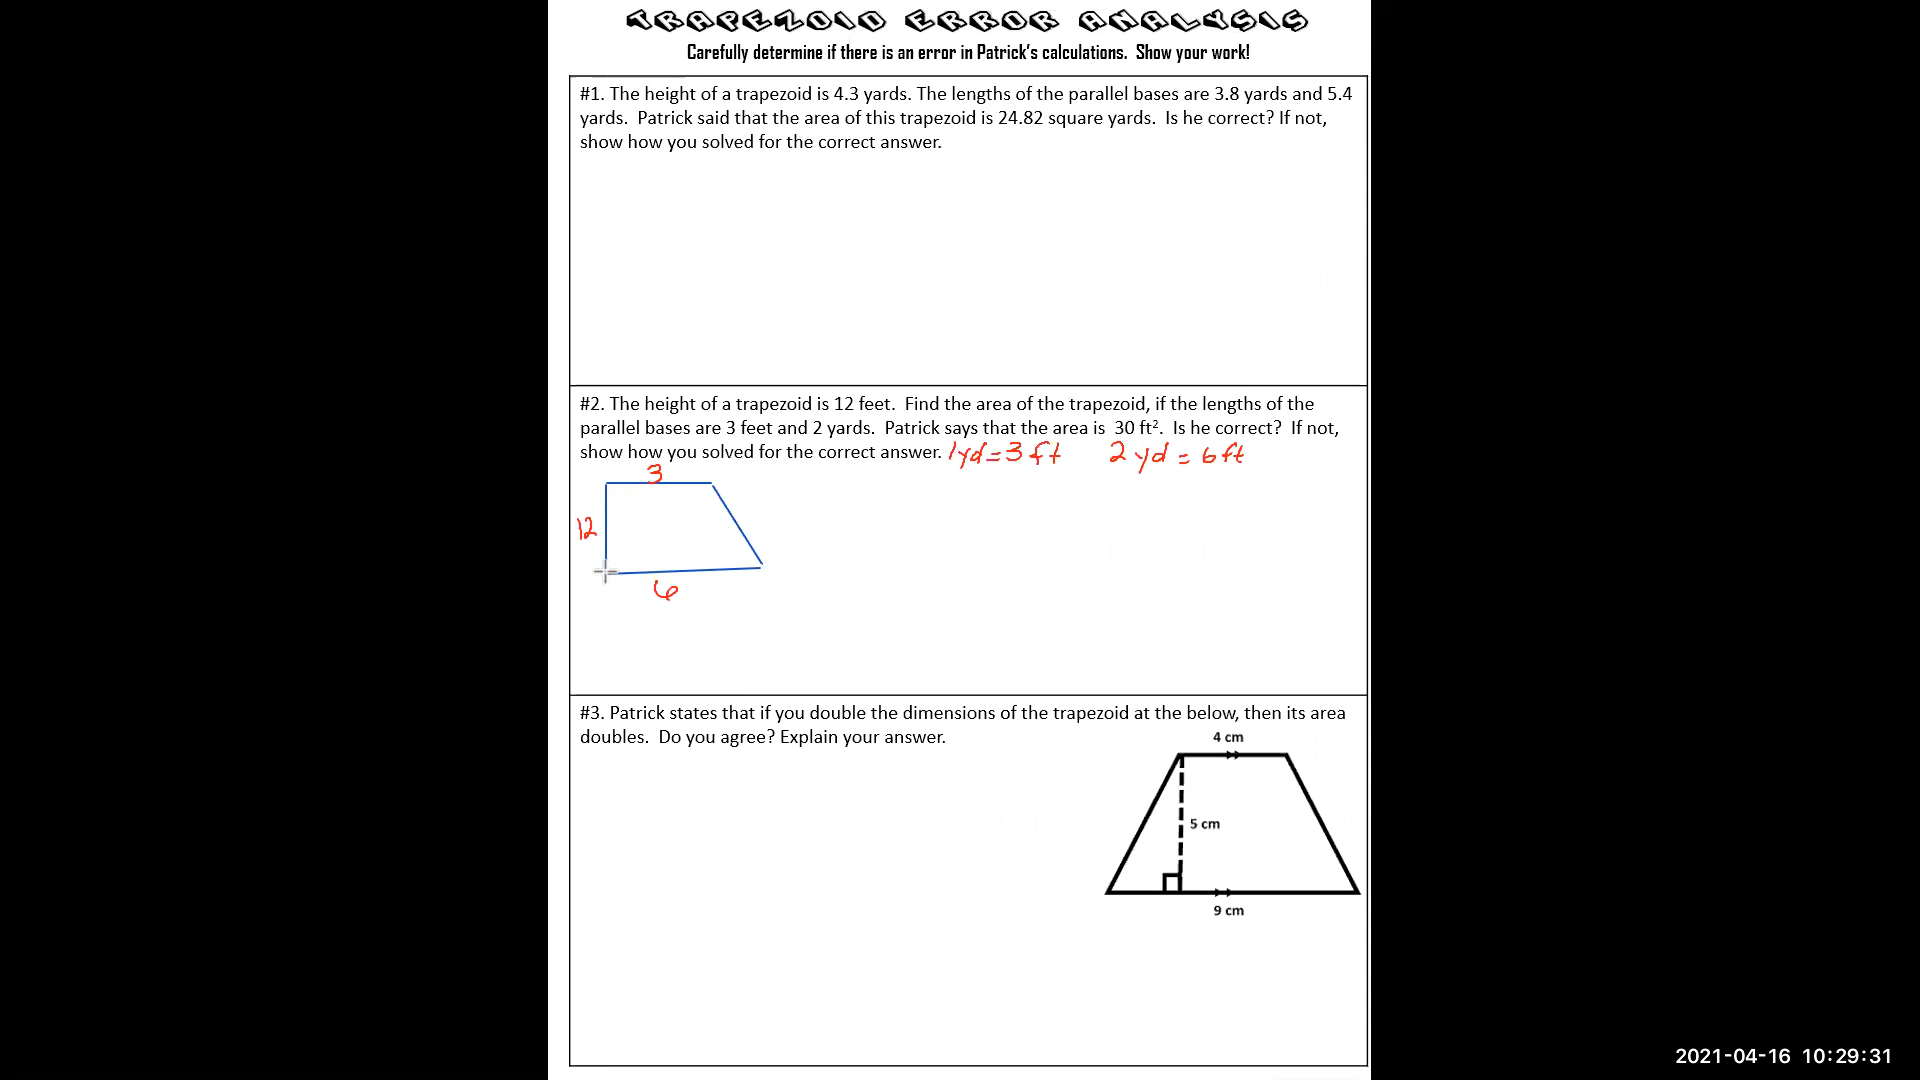 TRAPEZOID ERROR ANALYSIS
Carefully determine if there is an error in Patrick's calculations.  Show your work!
#1. The height of a trapezoid is 4.3 yards. The lengths of the parallel bases are 3.8 yards and 5.4
yards.  Patrick said that the area of this trapezoid is 24.82 square yards.  Is he correct? If not,
show how you solved for the correct answer.
#2. The height of a trapezoid is 12 feet.  Find the area of the trapezoid, if the lengths of the
parallel bases are 3 feet and 2 yards.  Patrick says that the area is  30 ft².  Is he correct?  If not,
show how you solved for the correct answer. 1yd = 3 ft 2 yd = 6 ft
3
12
6
#3. Patrick states that if you double the dimensions of the trapezoid at the below, then its area
doubles.  Do you agree? Explain your answer.
4 cm
5 cm
9 cm
2021-04-16 10:29:31